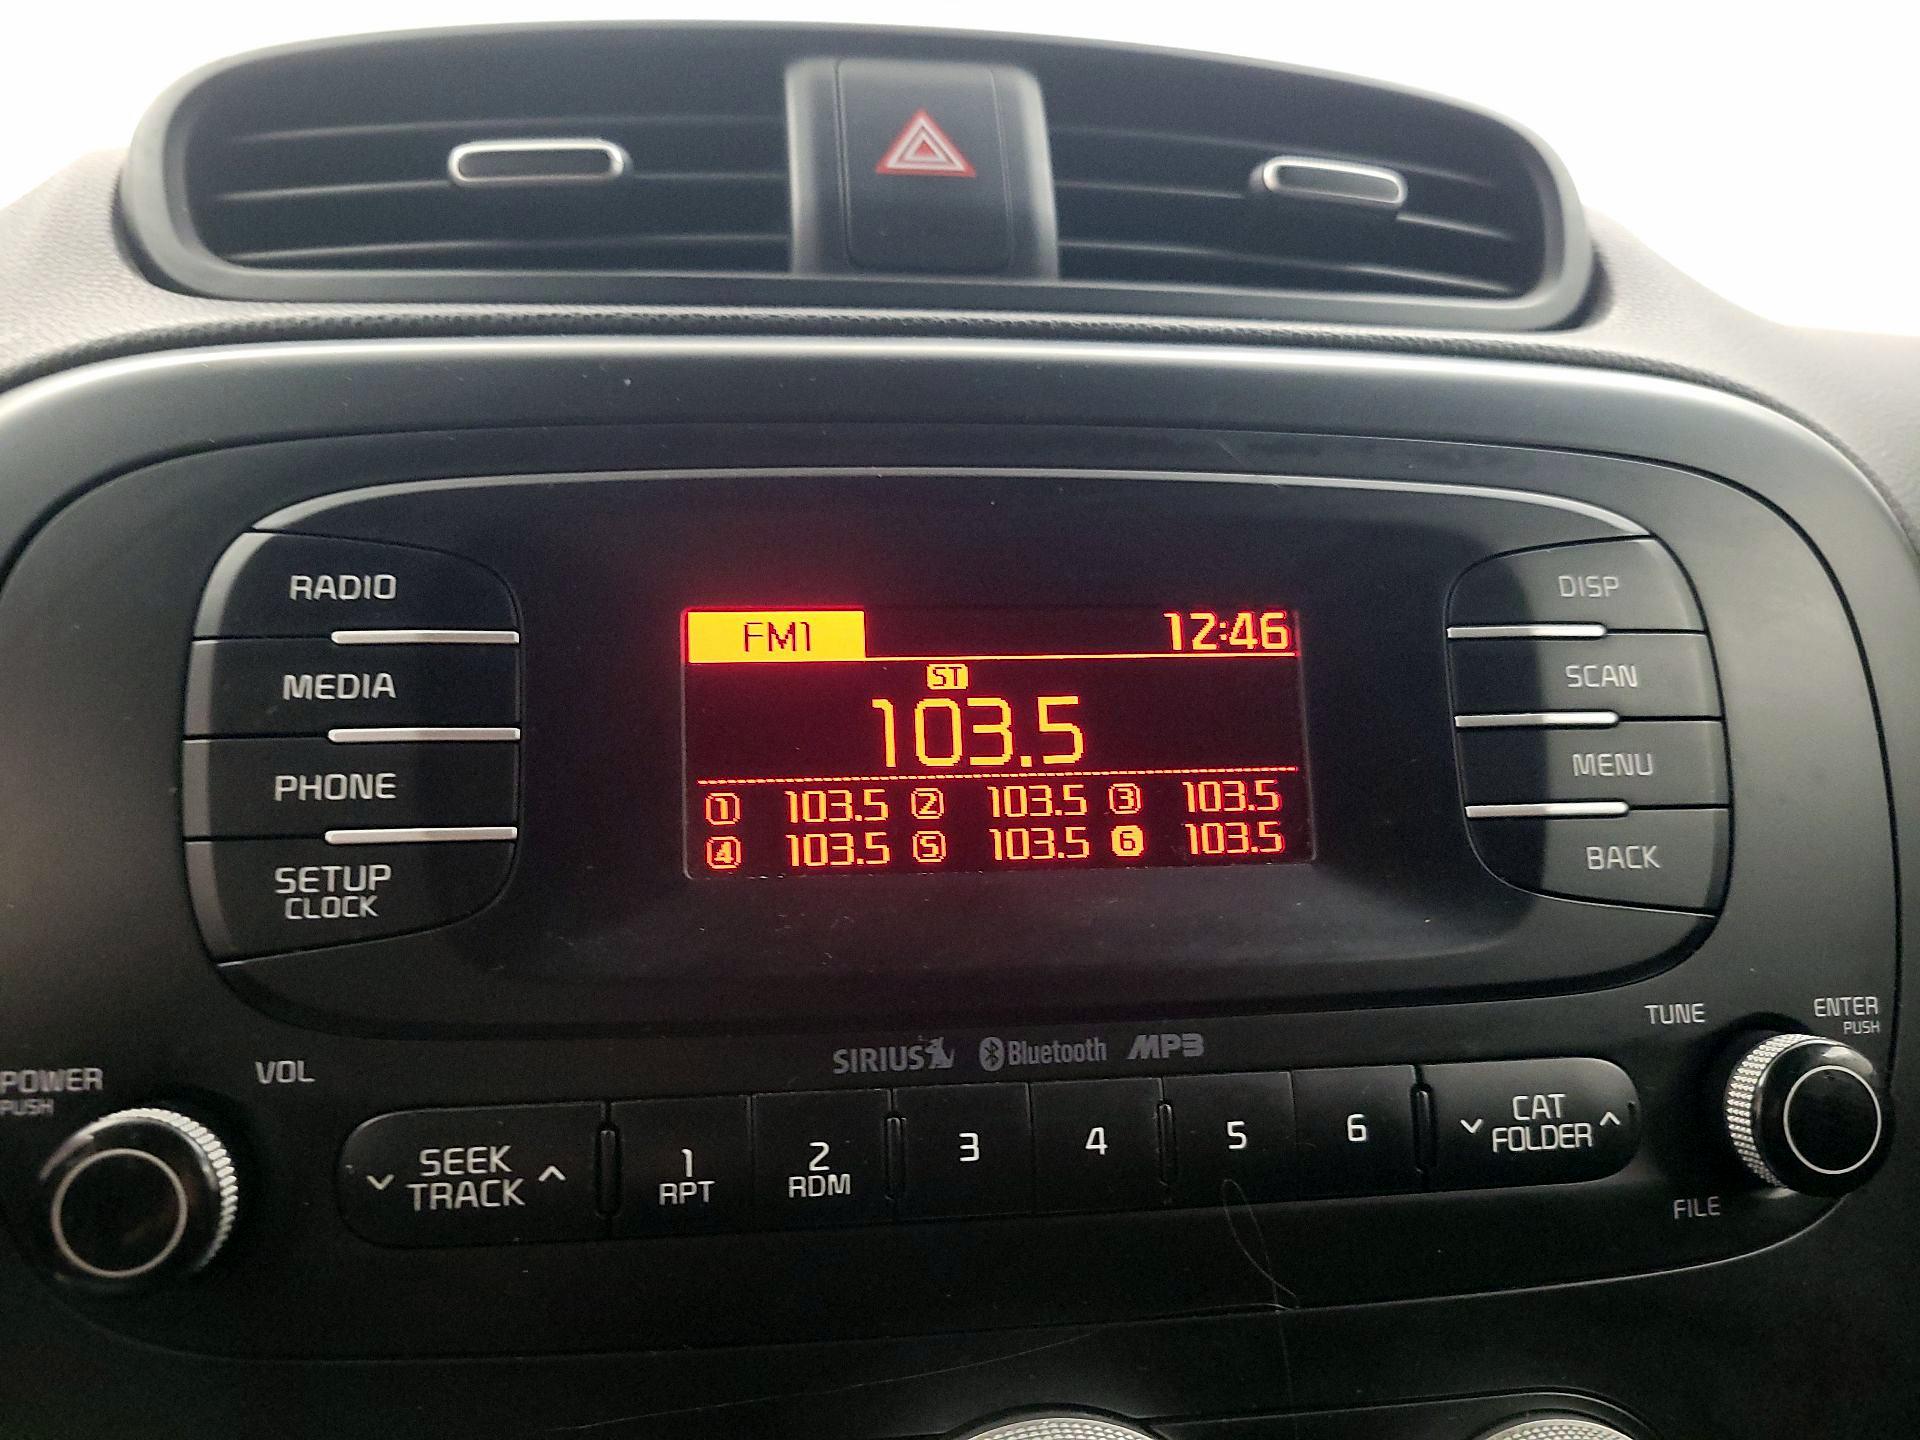 RADIO
MEDIA
PHONE
SETUP
CLOCK
FM1 12:46
ST
103.5
1 103.5 2 103.5 3 103.5
4 103.5 5 103.5 6 103.5
DISP
SCAN
MENU
BACK
SIRIUS Bluetooth MP3
POWER
PUSH
VOL
SEEK
TRACK
1
RPT
2
RDM
3
4
5
6
CAT
FOLDER
TUNE
ENTER
PUSH
FILE